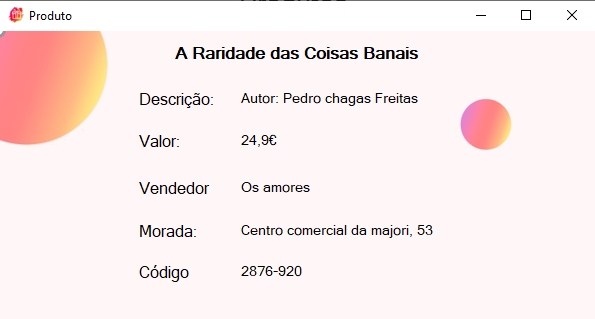 Produto
A Raridade das Coisas Banais
Descrição: Autor: Pedro chagas Freitas
Valor: 24,9€
Vendedor Os amores
Morada: Centro comercial da majori, 53
Código 2876-920